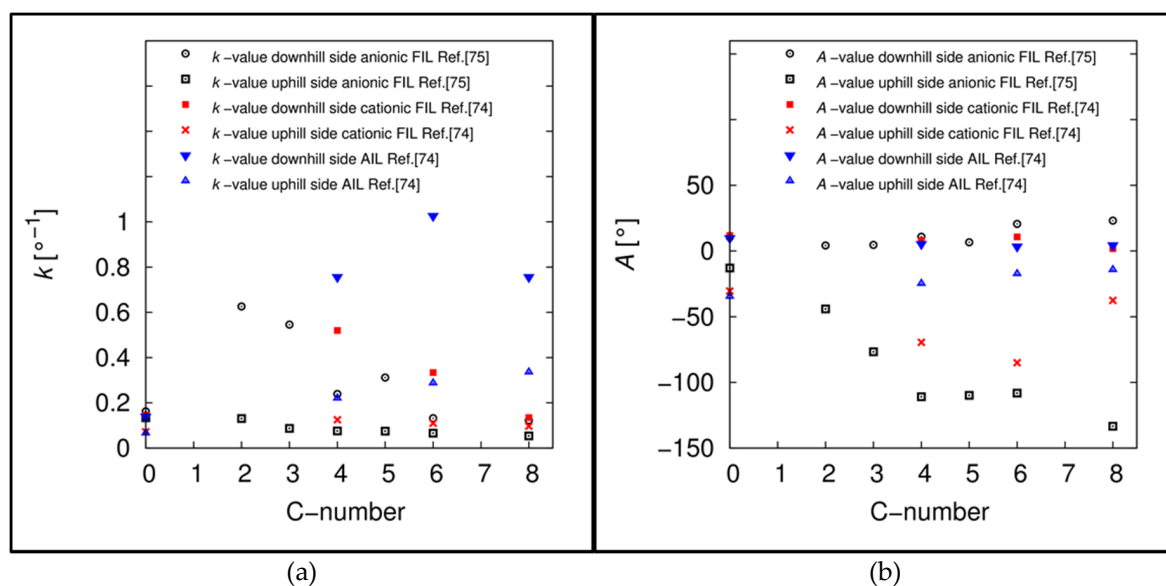 k −value downhill side anionic FIL Ref.[75]
k −value uphill side anionic FIL Ref.[75]
k −value downhill side cationic FIL Ref.[74]
k −value uphill side cationic FIL Ref.[74]
k −value downhill side AIL Ref.[74]
k −value uphill side AIL Ref.[74]
k [°⁻¹]
1
0.8
0.6
0.4
0.2
0
0 1 2 3 4 5 6 7 8
C−number
(a)
A −value downhill side anionic FIL Ref.[75]
A −value uphill side anionic FIL Ref.[75]
A −value downhill side cationic FIL Ref.[74]
A −value uphill side cationic FIL Ref.[74]
A −value downhill side AIL Ref.[74]
A −value uphill side AIL Ref.[74]
A [°]
50
0
−50
−100
−150
0 1 2 3 4 5 6 7 8
C−number
(b)